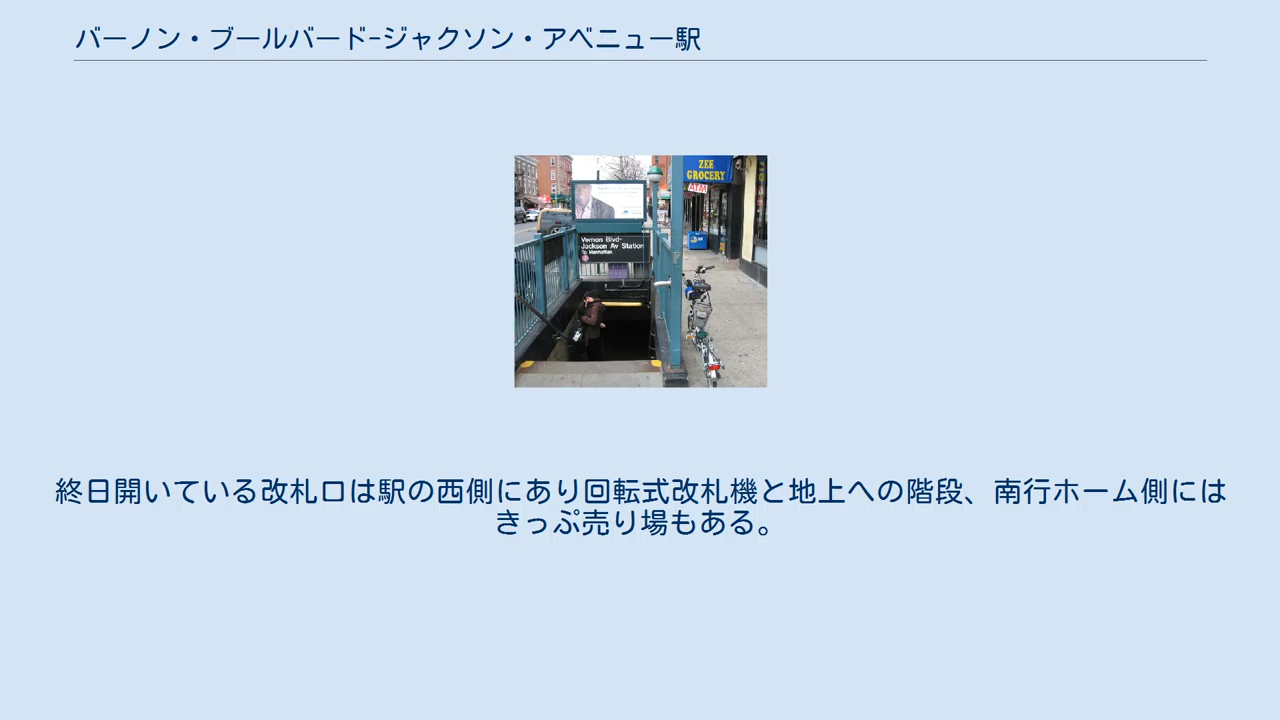 バーノン・ブールバード-ジャクソン・アベニュー駅
ZEE
GROCERY
ATM
Vernon Blvd-
Jackson Av Station
To Manhattan
7
終日開いている改札口は駅の西側にあり回転式改札機と地上への階段、南行ホーム側には
きっぷ売り場もある。